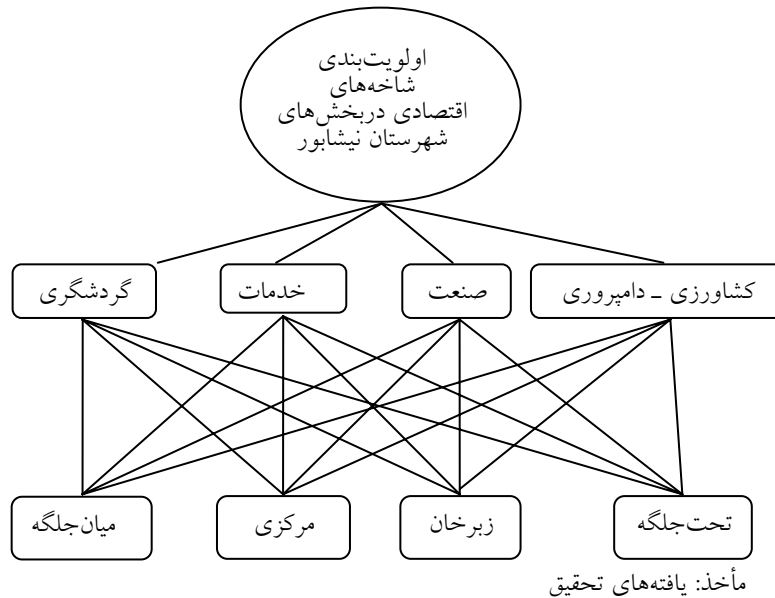 اولویت‌بندی
شاخه‌های
اقتصادی دربخش‌های
شهرستان نیشابور
کشاورزی ـ دامپروری
صنعت
خدمات
گردشگری
تحت‌جلگه
زبرخان
مرکزی
میان‌جلگه
مأخذ: یافته‌های تحقیق